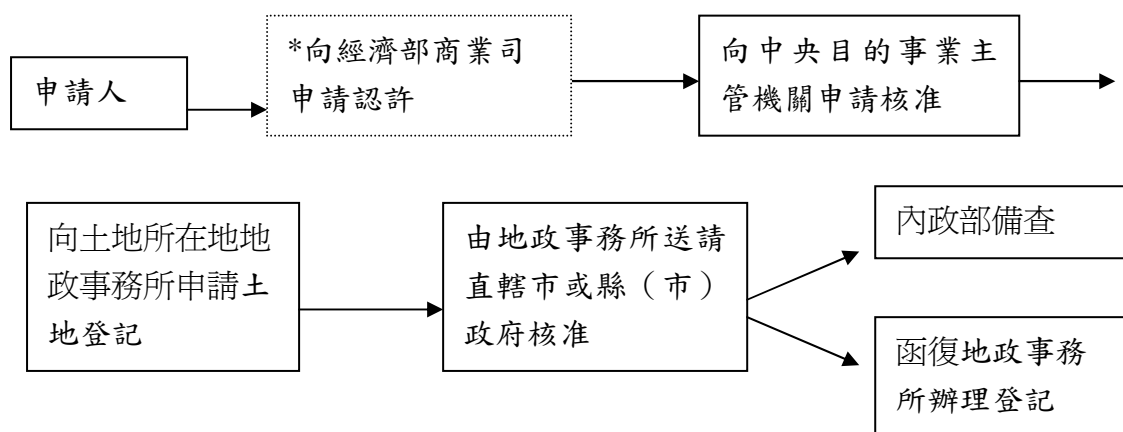 申請人
*向經濟部商業司
申請認許
向中央目的事業主
管機關申請核准
向土地所在地地
政事務所申請土
地登記
由地政事務所送請
直轄市或縣（市）
政府核准
內政部備查
函復地政事務
所辦理登記